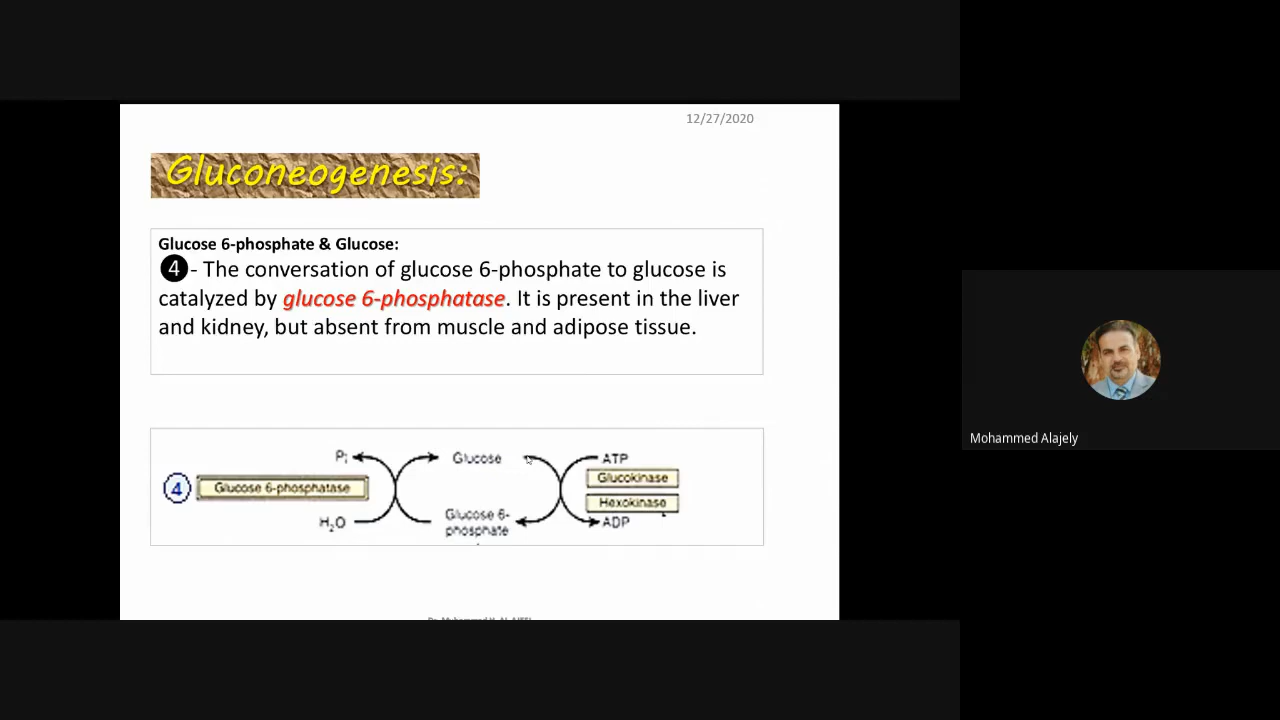 12/27/2020
Gluconeogenesis:
Glucose 6-phosphate & Glucose:
❹- The conversation of glucose 6-phosphate to glucose is
catalyzed by glucose 6-phosphatase. It is present in the liver
and kidney, but absent from muscle and adipose tissue.
Pi Glucose ATP
4 Glucose 6-phosphatase Glucokinase
Hexokinase
H2O Glucose 6-
phosphate ADP
Mohammed Alajely